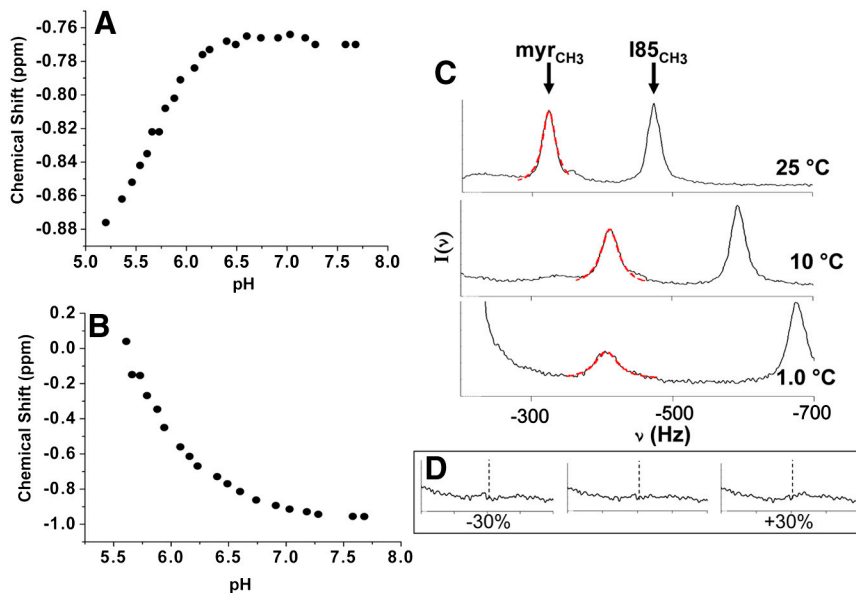 A
Chemical Shift (ppm)
-0.76
-0.78
-0.80
-0.82
-0.84
-0.86
-0.88
5.0 5.5 6.0 6.5 7.0 7.5 8.0
pH
B
Chemical Shift (ppm)
0.2
0.0
-0.2
-0.4
-0.6
-0.8
-1.0
5.5 6.0 6.5 7.0 7.5 8.0
pH
C
myrCH3 I85CH3
25 °C
I(ν)
10 °C
1.0 °C
-300 -500 -700
ν (Hz)
D
-30% +30%